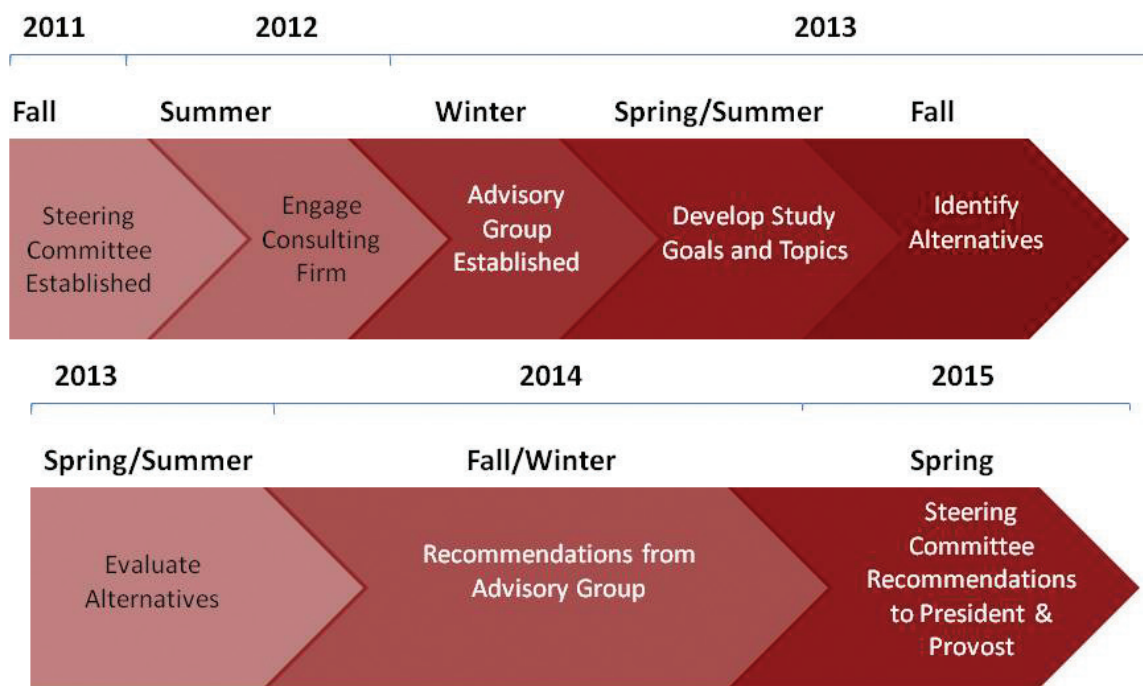 2011 2012 2013
Fall Summer Winter Spring/Summer Fall
Steering
Committee
Established
Engage
Consulting
Firm
Advisory
Group
Established
Develop Study
Goals and Topics
Identify
Alternatives
2013 2014 2015
Spring/Summer Fall/Winter Spring
Evaluate
Alternatives
Recommendations from
Advisory Group
Steering
Committee
Recommendations
to President &
Provost